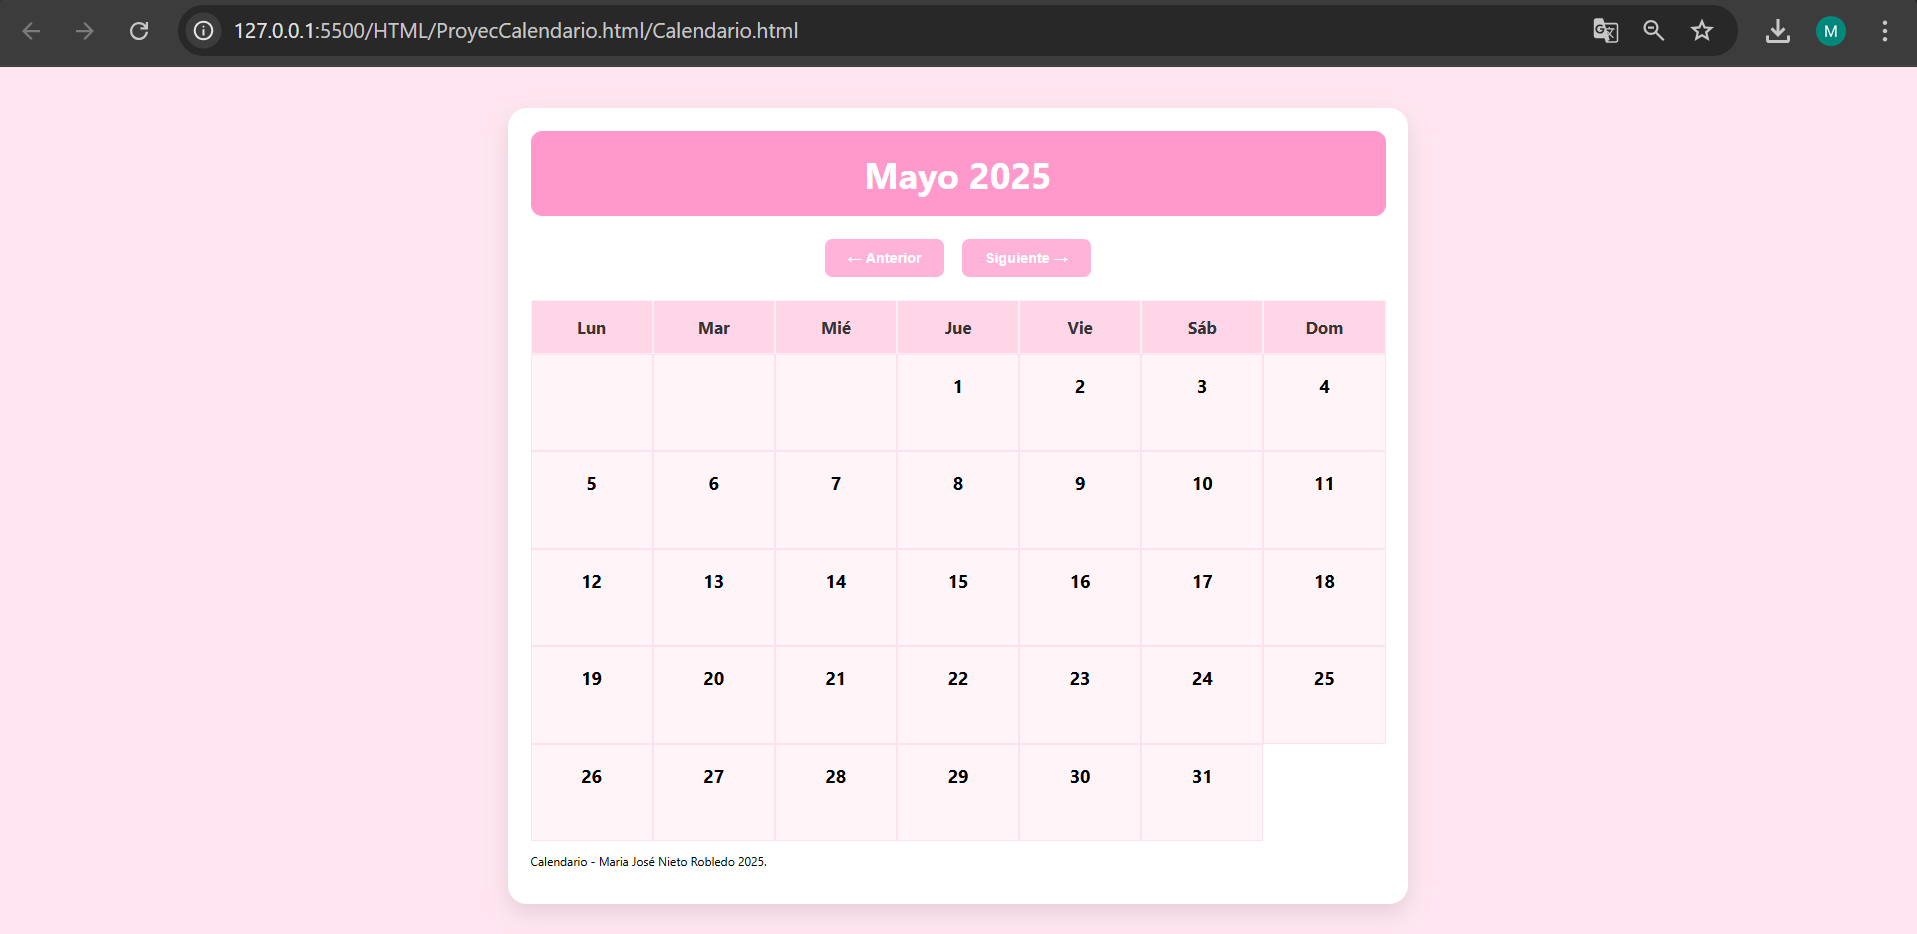 127.0.0.1:5500/HTML/ProyecCalendario.html/Calendario.html
M
Mayo 2025
← Anterior Siguiente →
Lun Mar Mié Jue Vie Sáb Dom
1 2 3 4
5 6 7 8 9 10 11
12 13 14 15 16 17 18
19 20 21 22 23 24 25
26 27 28 29 30 31
Calendario - Maria José Nieto Robledo 2025.